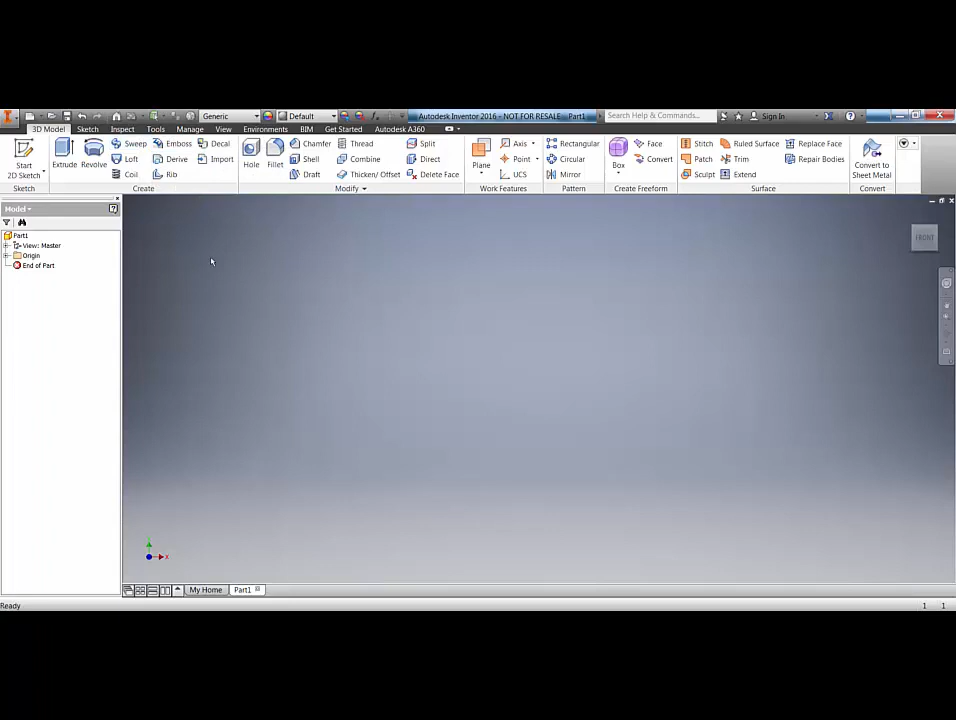 Generic Default Autodesk Inventor 2016 - NOT FOR RESALE Part1 Search Help & Commands... Sign In
3D Model Sketch Inspect Tools Manage View Environments BIM Get Started Autodesk A360
Start
2D Sketch
Extrude Revolve
Sweep Emboss Decal
Loft Derive Import
Coil Rib
Hole Fillet
Chamfer Thread Split
Shell Combine Direct
Draft Thicken/ Offset Delete Face
Plane
Axis
Point
UCS
Rectangular
Circular
Mirror
Box
Face
Convert
Stitch Ruled Surface Replace Face
Patch Trim Repair Bodies
Sculpt Extend
Convert to
Sheet Metal
Sketch Create Modify Work Features Pattern Create Freeform Surface Convert
Model
Part1
View: Master
Origin
End of Part
FRONT
x
My Home Part1
Ready 1 1